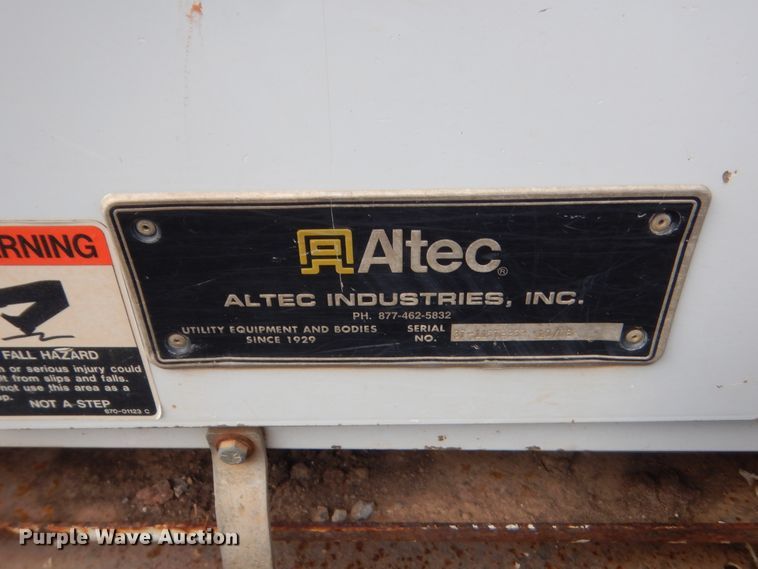 RNING
FALL HAZARD
or serious injury could
from slips and falls.
not use this area as a
NOT A STEP
670-01123 C
Altec
®
ALTEC INDUSTRIES, INC.
PH. 877-462-5832
UTILITY EQUIPMENT AND BODIES
SINCE 1929
SERIAL
NO.
Purple Wave Auction